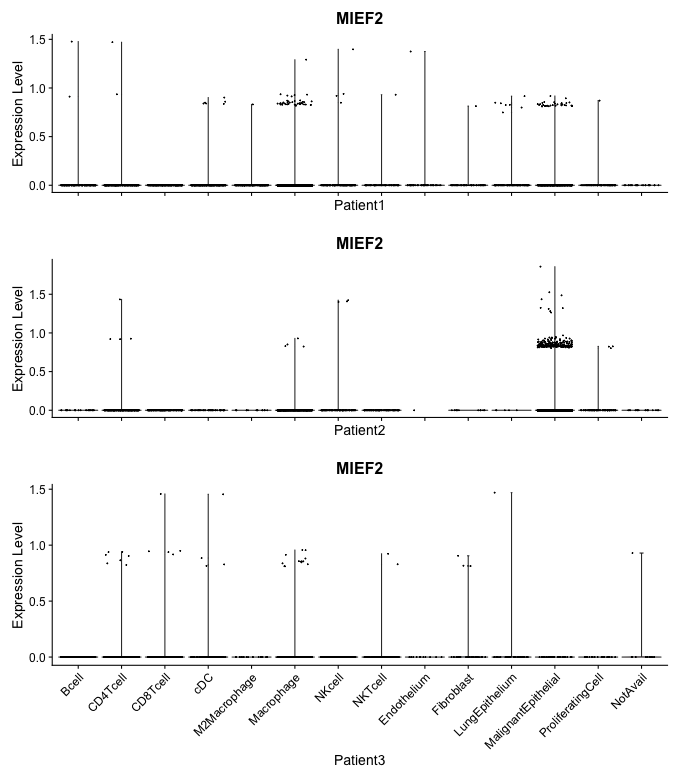 MIEF2
1.5
1.0
0.5
0.0
Expression Level
Patient1
MIEF2
1.5
1.0
0.5
0.0
Expression Level
Patient2
MIEF2
1.5
1.0
0.5
0.0
Expression Level
Bcell
CD4Tcell
CD8Tcell
cDC
M2Macrophage
Macrophage
NKcell
NKTcell
Endothelium
Fibroblast
LungEpithelium
MalignantEpithelial
ProliferatingCell
NotAvail
Patient3